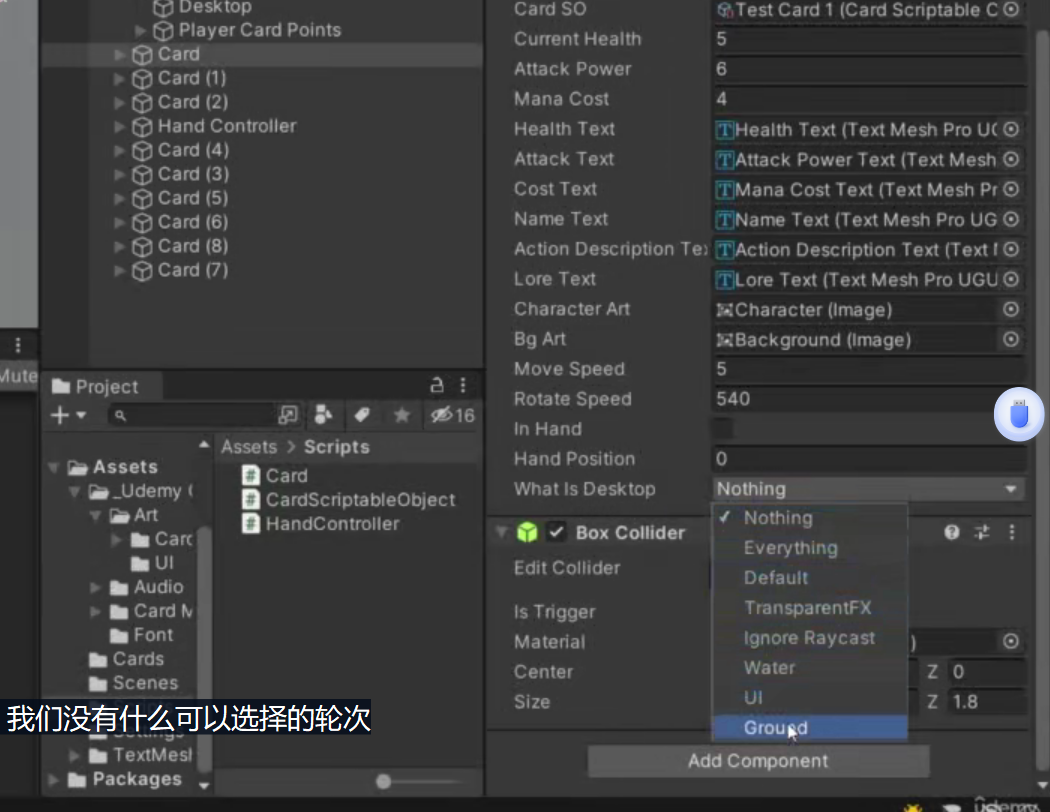 Desktop
Player Card Points
Card
Card (1)
Card (2)
Hand Controller
Card (4)
Card (3)
Card (5)
Card (6)
Card (8)
Card (7)
Mute
Project
16
Assets
_Udemy
Art
Card
UI
Audio
Card M
Font
Cards
Scenes
Settings
TextMesh
Packages
Assets > Scripts
Card
CardScriptableObject
HandController
我们没有什么可以选择的轮次
Card SO Test Card 1 (Card Scriptable C
Current Health 5
Attack Power 6
Mana Cost 4
Health Text Health Text (Text Mesh Pro UG
Attack Text Attack Power Text (Text Mesh
Cost Text Mana Cost Text (Text Mesh Pr
Name Text Name Text (Text Mesh Pro UG
Action Description Tex Action Description Text (Text M
Lore Text Lore Text (Text Mesh Pro UGU
Character Art Character (Image)
Bg Art Background (Image)
Move Speed 5
Rotate Speed 540
In Hand
Hand Position 0
What Is Desktop Nothing
Nothing
Everything
Default
TransparentFX
Ignore Raycast
Water
UI
Ground
Box Collider
Edit Collider
Is Trigger
Material )
Center Z 0
Size Z 1.8
Add Component
udemy